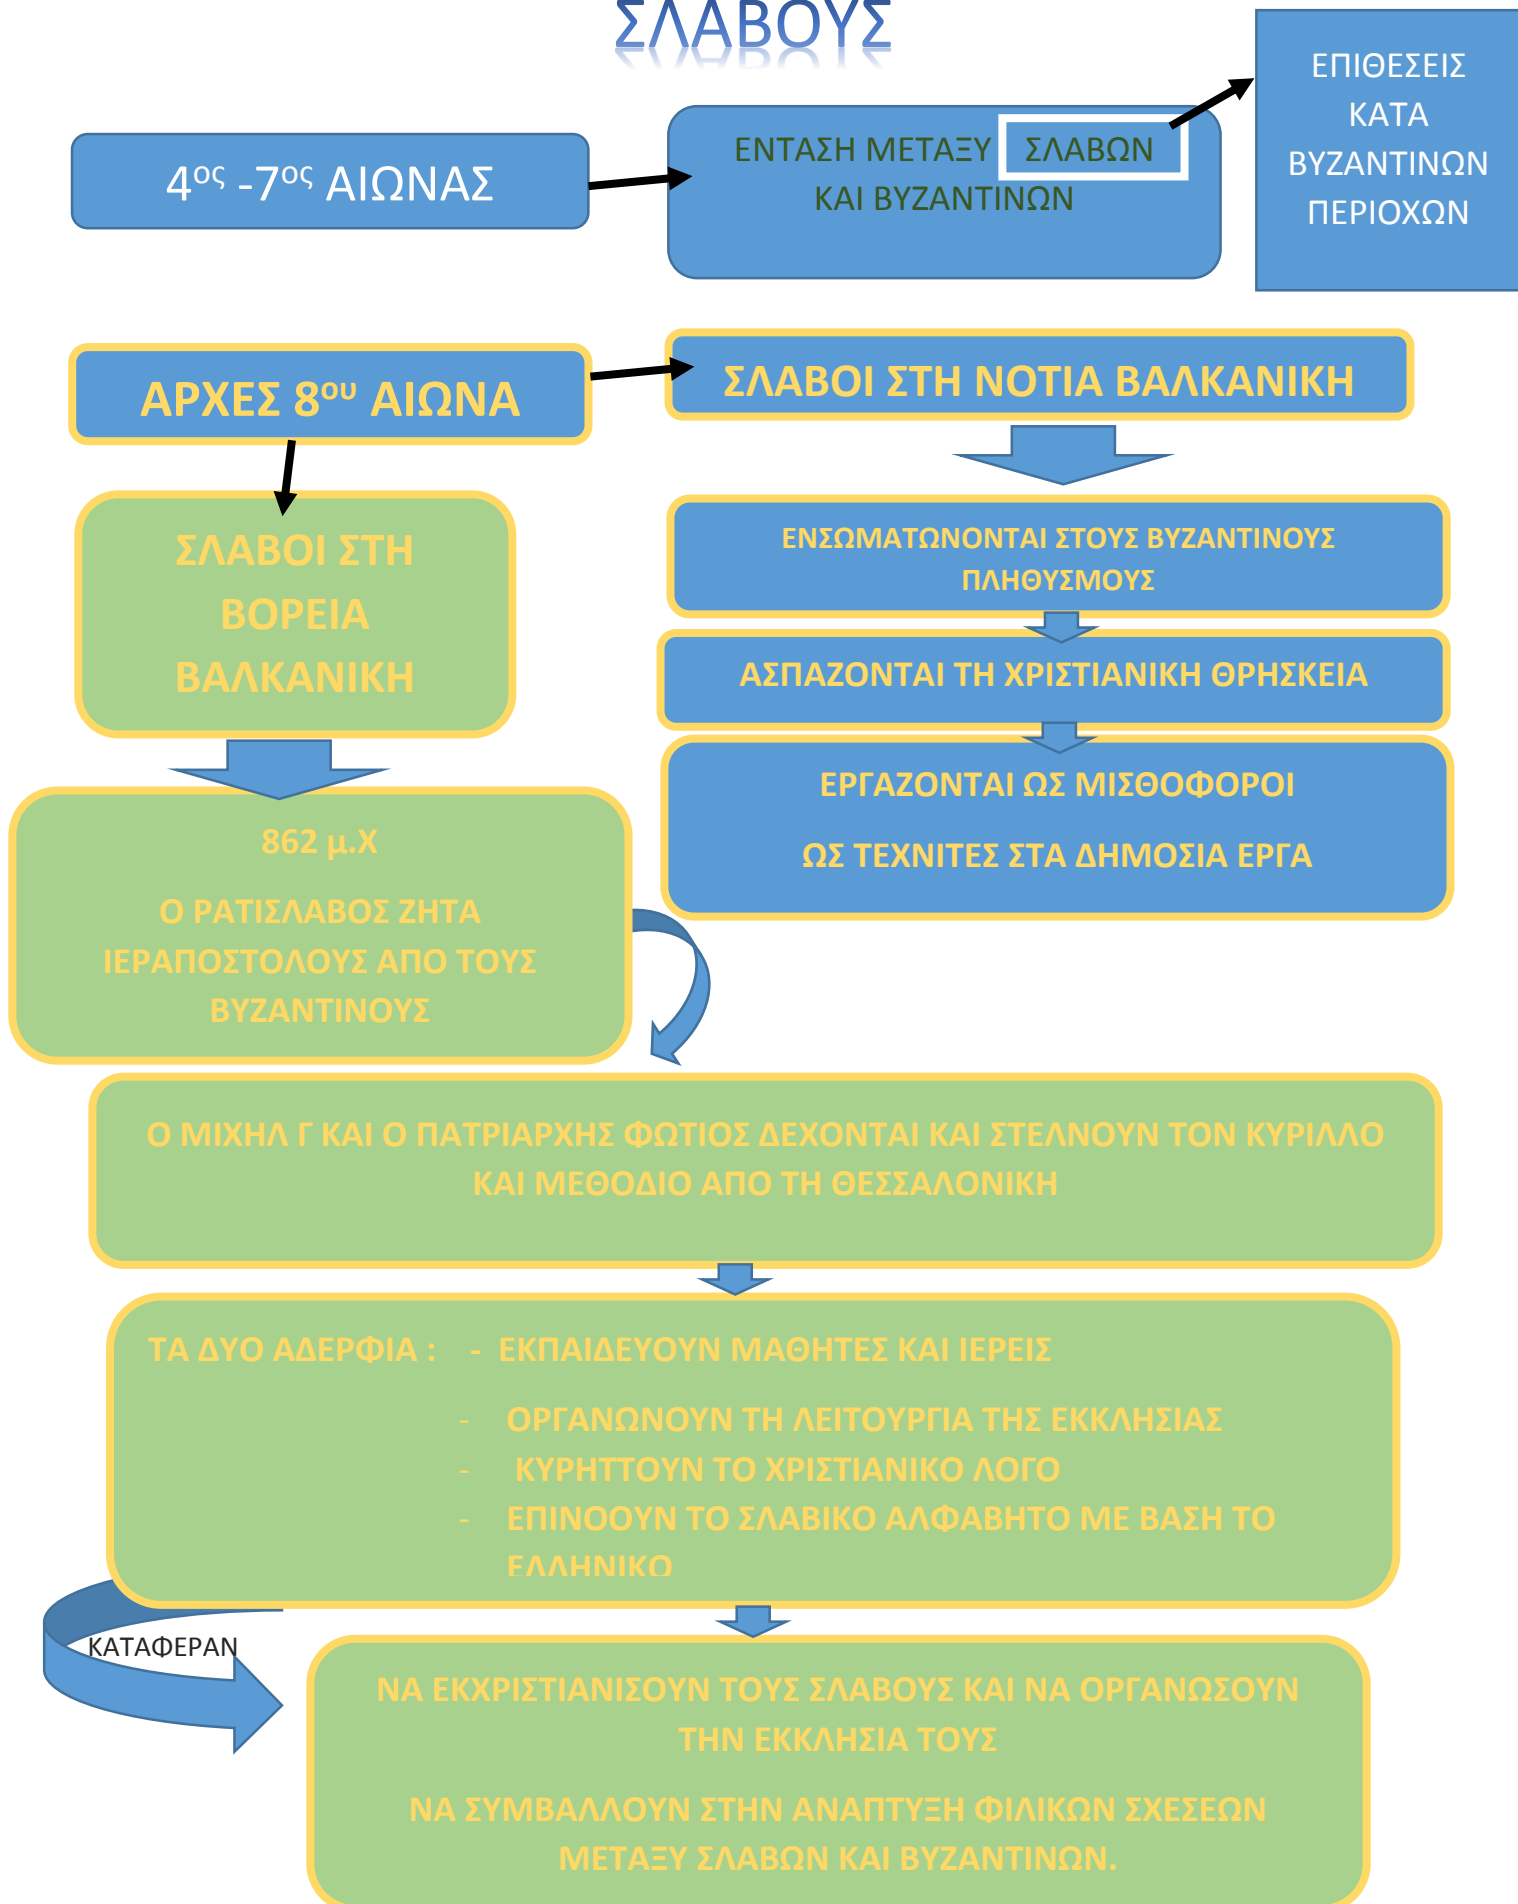 ΣΛΑΒΟΥΣ
4ος -7ος ΑΙΩΝΑΣ
ΕΝΤΑΣΗ ΜΕΤΑΞΥ ΣΛΑΒΩΝ
ΚΑΙ ΒΥΖΑΝΤΙΝΩΝ
ΕΠΙΘΕΣΕΙΣ
ΚΑΤΑ
ΒΥΖΑΝΤΙΝΩΝ
ΠΕΡΙΟΧΩΝ
ΑΡΧΕΣ 8ου ΑΙΩΝΑ
ΣΛΑΒΟΙ ΣΤΗ ΝΟΤΙΑ ΒΑΛΚΑΝΙΚΗ
ΕΝΣΩΜΑΤΩΝΟΝΤΑΙ ΣΤΟΥΣ ΒΥΖΑΝΤΙΝΟΥΣ
ΠΛΗΘΥΣΜΟΥΣ
ΑΣΠΑΖΟΝΤΑΙ ΤΗ ΧΡΙΣΤΙΑΝΙΚΗ ΘΡΗΣΚΕΙΑ
ΕΡΓΑΖΟΝΤΑΙ ΩΣ ΜΙΣΘΟΦΟΡΟΙ
ΩΣ ΤΕΧΝΙΤΕΣ ΣΤΑ ΔΗΜΟΣΙΑ ΕΡΓΑ
ΣΛΑΒΟΙ ΣΤΗ
ΒΟΡΕΙΑ
ΒΑΛΚΑΝΙΚΗ
862 μ.Χ
Ο ΡΑΤΙΣΛΑΒΟΣ ΖΗΤΑ
ΙΕΡΑΠΟΣΤΟΛΟΥΣ ΑΠΟ ΤΟΥΣ
ΒΥΖΑΝΤΙΝΟΥΣ
Ο ΜΙΧΗΛ Γ ΚΑΙ Ο ΠΑΤΡΙΑΡΧΗΣ ΦΩΤΙΟΣ ΔΕΧΟΝΤΑΙ ΚΑΙ ΣΤΕΛΝΟΥΝ ΤΟΝ ΚΥΡΙΛΛΟ
ΚΑΙ ΜΕΘΟΔΙΟ ΑΠΟ ΤΗ ΘΕΣΣΑΛΟΝΙΚΗ
ΤΑ ΔΥΟ ΑΔΕΡΦΙΑ : - ΕΚΠΑΙΔΕΥΟΥΝ ΜΑΘΗΤΕΣ ΚΑΙ ΙΕΡΕΙΣ
- ΟΡΓΑΝΩΝΟΥΝ ΤΗ ΛΕΙΤΟΥΡΓΙΑ ΤΗΣ ΕΚΚΛΗΣΙΑΣ
- ΚΥΡΗΤΤΟΥΝ ΤΟ ΧΡΙΣΤΙΑΝΙΚΟ ΛΟΓΟ
- ΕΠΙΝΟΟΥΝ ΤΟ ΣΛΑΒΙΚΟ ΑΛΦΑΒΗΤΟ ΜΕ ΒΑΣΗ ΤΟ
ΕΛΛΗΝΙΚΟ
ΚΑΤΑΦΕΡΑΝ
ΝΑ ΕΚΧΡΙΣΤΙΑΝΙΣΟΥΝ ΤΟΥΣ ΣΛΑΒΟΥΣ ΚΑΙ ΝΑ ΟΡΓΑΝΩΣΟΥΝ
ΤΗΝ ΕΚΚΛΗΣΙΑ ΤΟΥΣ
ΝΑ ΣΥΜΒΑΛΛΟΥΝ ΣΤΗΝ ΑΝΑΠΤΥΞΗ ΦΙΛΙΚΩΝ ΣΧΕΣΕΩΝ
ΜΕΤΑΞΥ ΣΛΑΒΩΝ ΚΑΙ ΒΥΖΑΝΤΙΝΩΝ.